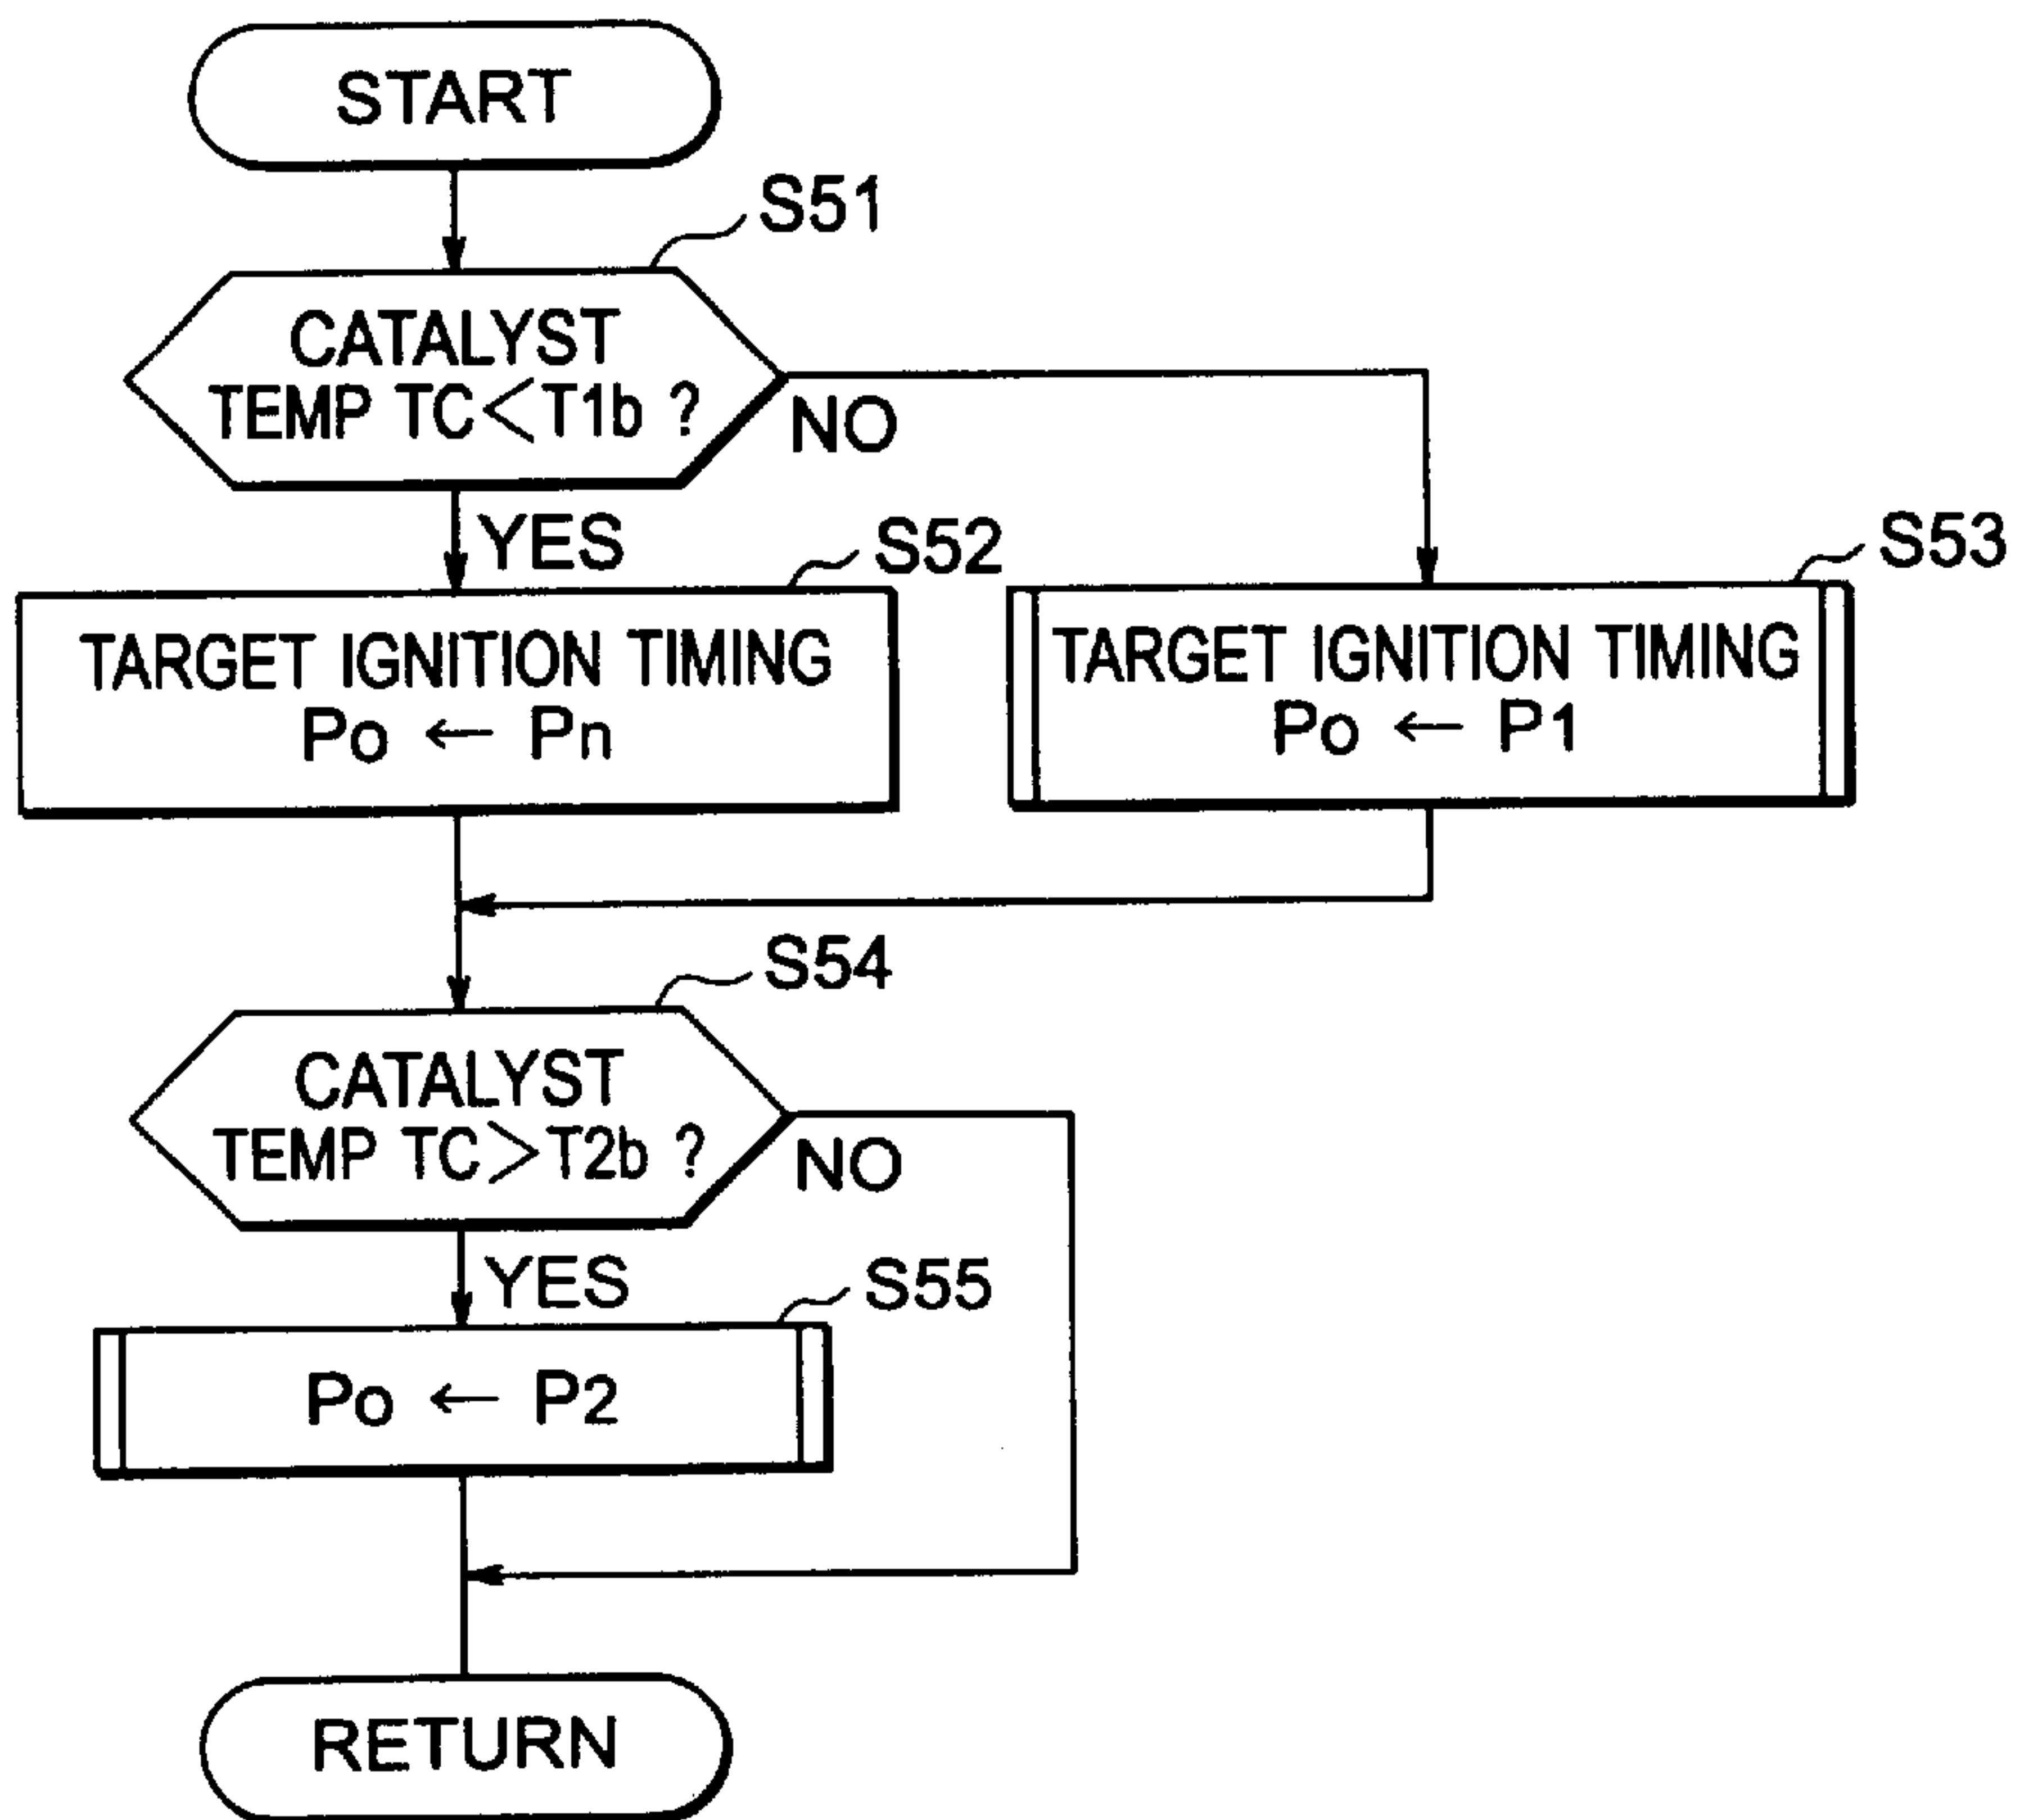 START
S51
CATALYST
TEMP TC<T1b ?
NO
YES
S52
S53
TARGET IGNITION TIMING
Po ← Pn
TARGET IGNITION TIMING
Po ← P1
S54
CATALYST
TEMP TC>T2b ?
NO
YES
S55
Po ← P2
RETURN